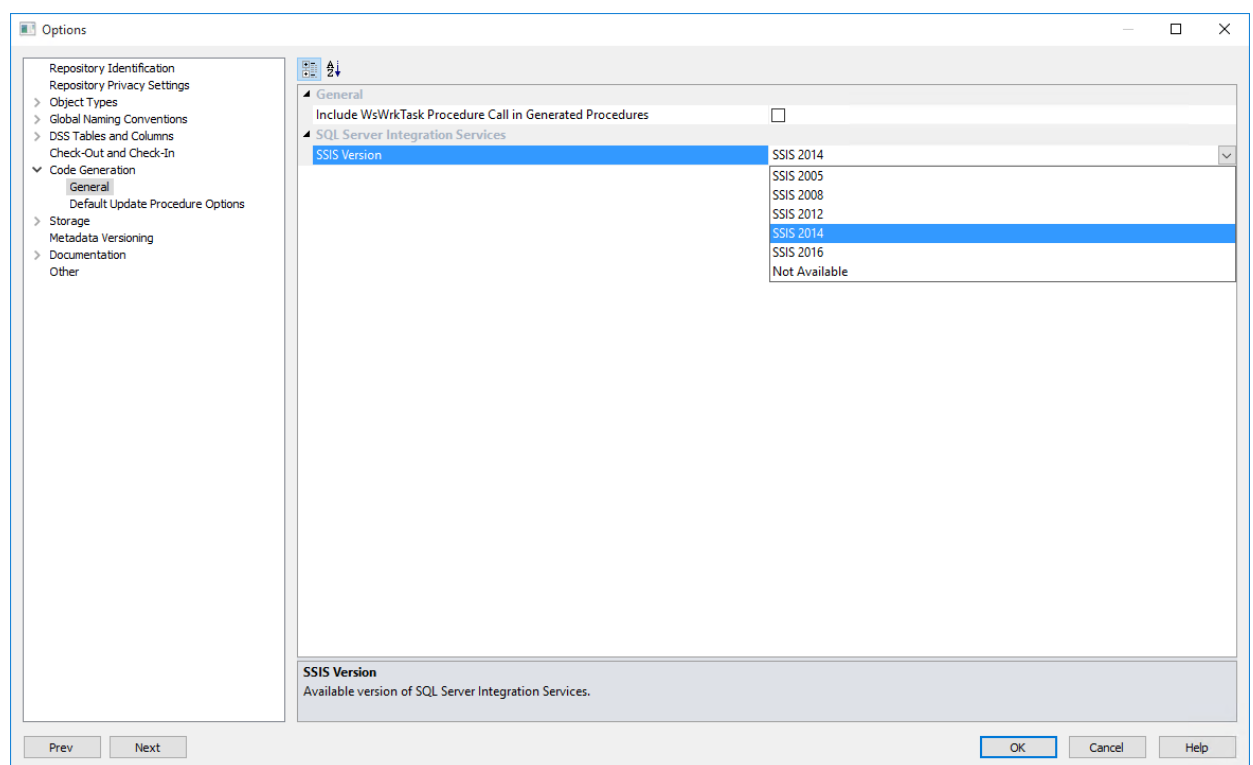 Options
Repository Identification
Repository Privacy Settings
Object Types
Global Naming Conventions
DSS Tables and Columns
Check-Out and Check-In
Code Generation
General
Default Update Procedure Options
Storage
Metadata Versioning
Documentation
Other
General
Include WsWrkTask Procedure Call in Generated Procedures
SQL Server Integration Services
SSIS Version SSIS 2014
SSIS 2005
SSIS 2008
SSIS 2012
SSIS 2014
SSIS 2016
Not Available
SSIS Version
Available version of SQL Server Integration Services.
Prev Next OK Cancel Help